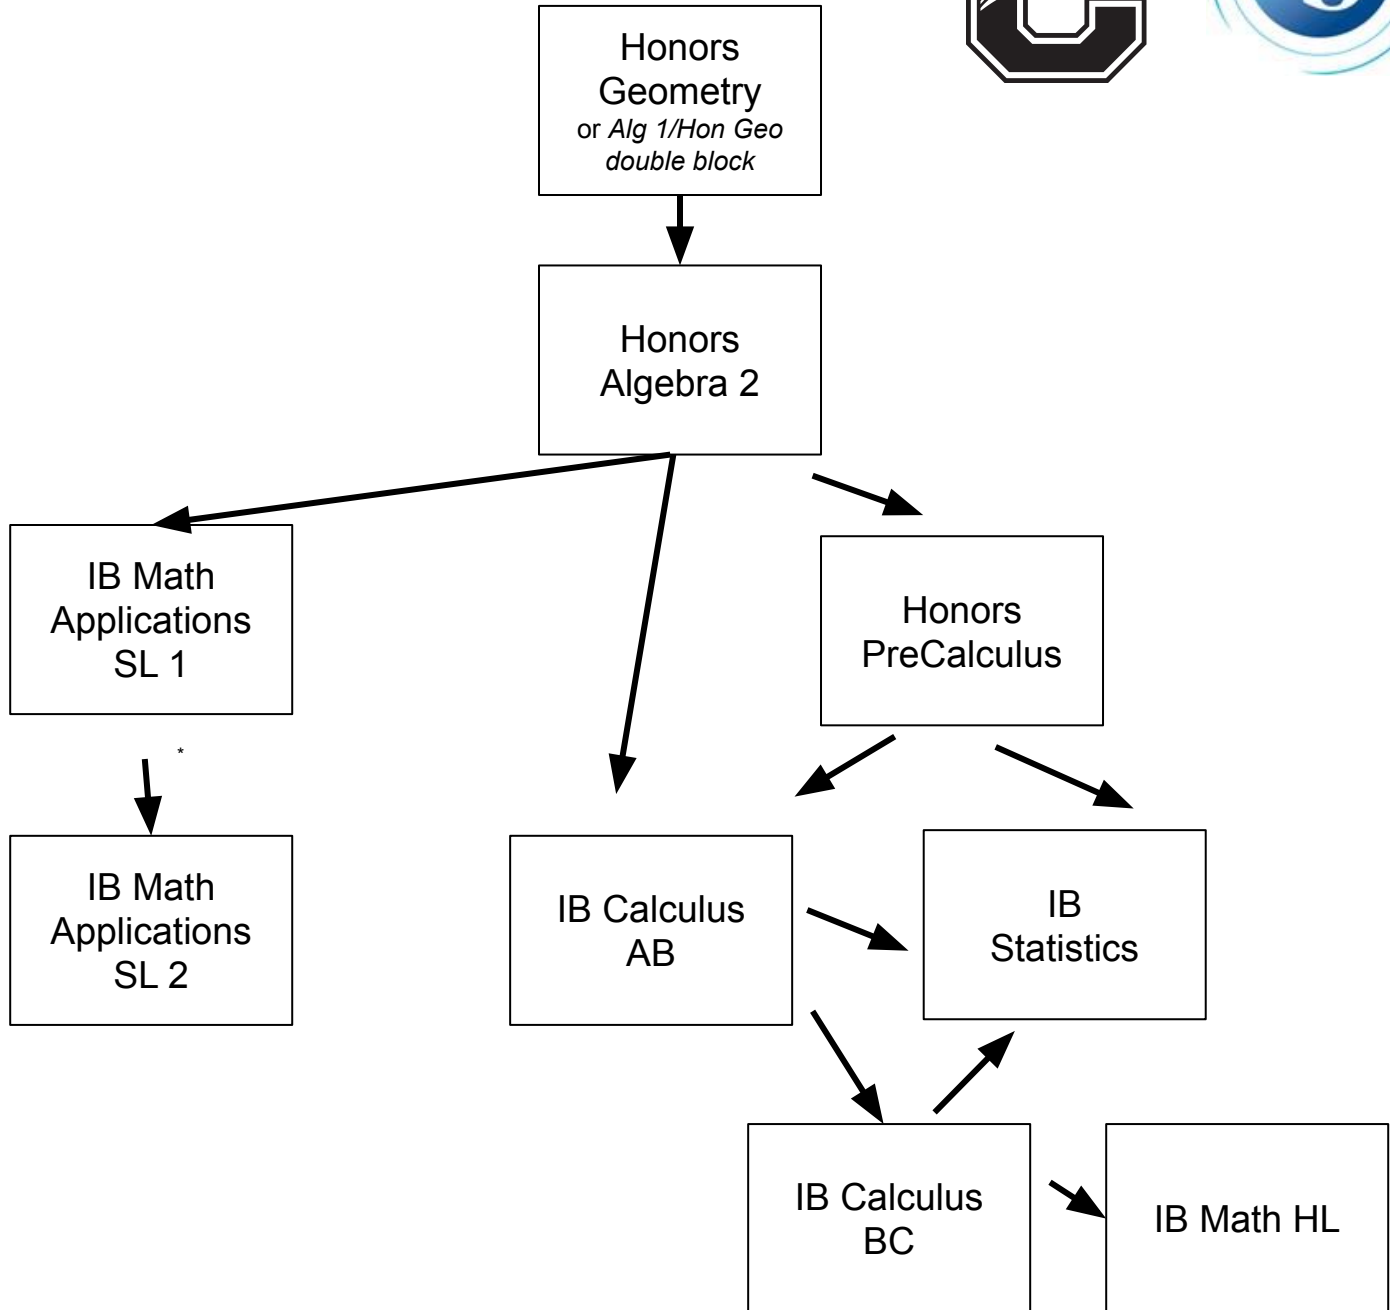 Honors
Geometry
or Alg 1/Hon Geo
double block
Honors
Algebra 2
IB Math
Applications
SL 1
Honors
PreCalculus
*
IB Math
Applications
SL 2
IB Calculus
AB
IB
Statistics
IB Calculus
BC
IB Math HL